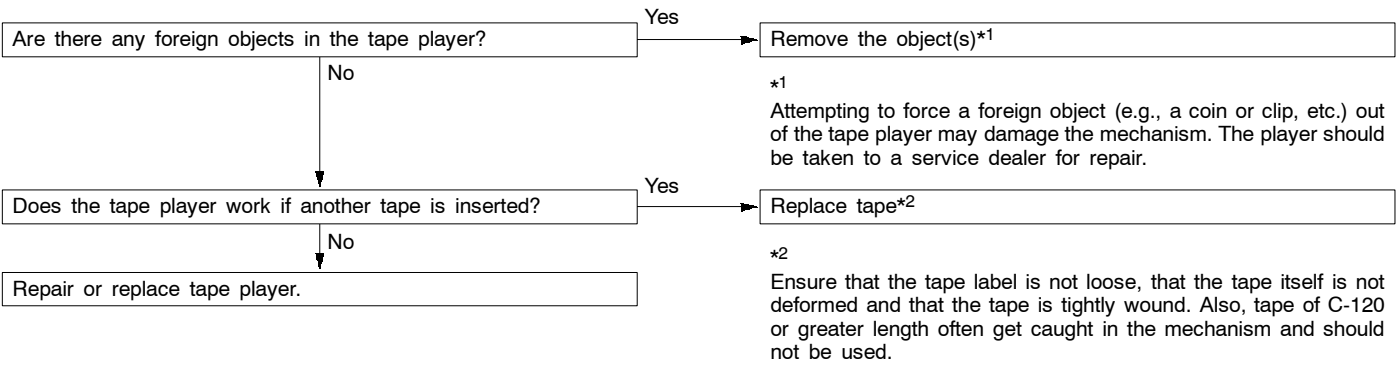 Are there any foreign objects in the tape player?
Yes
Remove the object(s)*1
No
*1
Attempting to force a foreign object (e.g., a coin or clip, etc.) out
of the tape player may damage the mechanism. The player should
be taken to a service dealer for repair.
Does the tape player work if another tape is inserted?
Yes
Replace tape*2
No
*2
Ensure that the tape label is not loose, that the tape itself is not
deformed and that the tape is tightly wound. Also, tape of C-120
or greater length often get caught in the mechanism and should
not be used.
Repair or replace tape player.